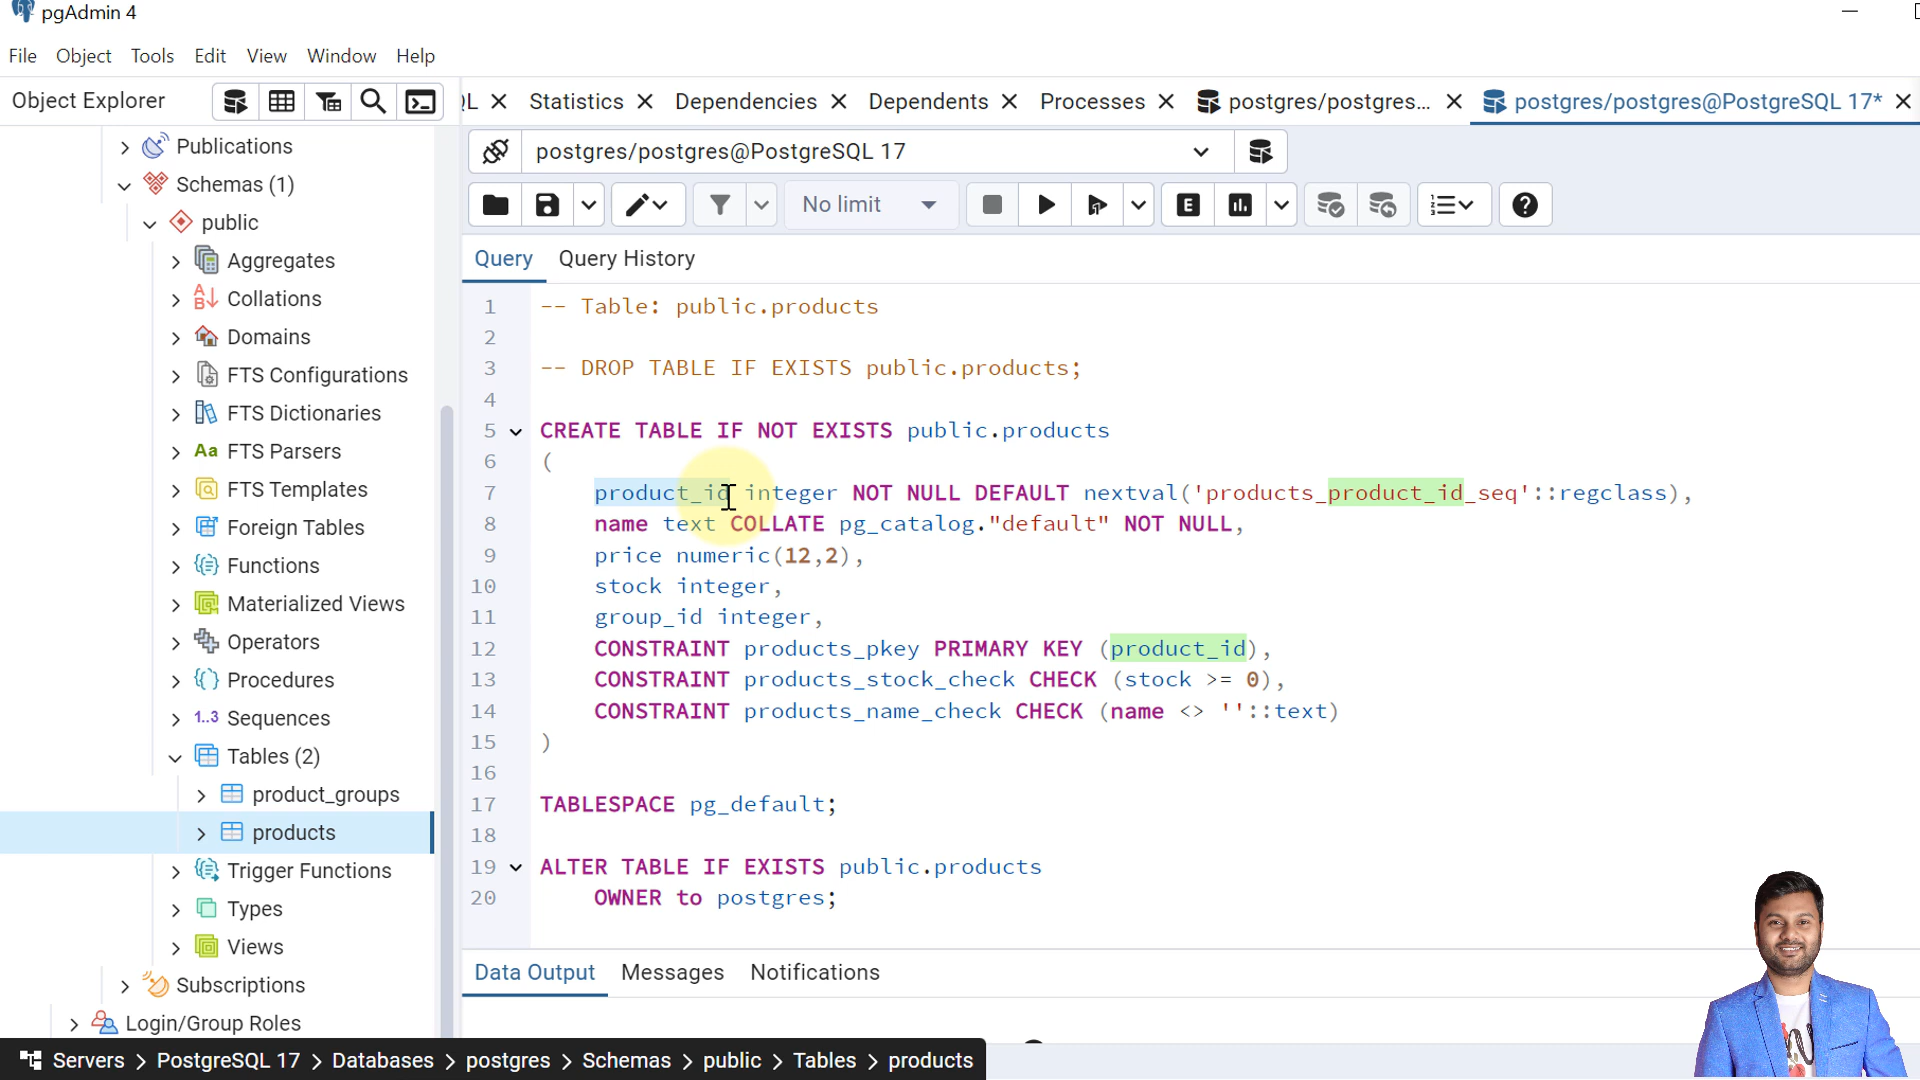 pgAdmin 4
File Object Tools Edit View Window Help
Object Explorer
QL Statistics Dependencies Dependents Processes postgres/postgres... postgres/postgres@PostgreSQL 17*
Publications
Schemas (1)
public
Aggregates
Collations
Domains
FTS Configurations
FTS Dictionaries
Aa FTS Parsers
FTS Templates
Foreign Tables
Functions
Materialized Views
Operators
Procedures
1..3 Sequences
Tables (2)
product_groups
products
Trigger Functions
Types
Views
Subscriptions
Login/Group Roles
postgres/postgres@PostgreSQL 17
No limit
E
Query Query History
1 -- Table: public.products
2
3 -- DROP TABLE IF EXISTS public.products;
4
5 CREATE TABLE IF NOT EXISTS public.products
6 (
7 product_id integer NOT NULL DEFAULT nextval('products_product_id_seq'::regclass),
8 name text COLLATE pg_catalog."default" NOT NULL,
9 price numeric(12,2),
10 stock integer,
11 group_id integer,
12 CONSTRAINT products_pkey PRIMARY KEY (product_id),
13 CONSTRAINT products_stock_check CHECK (stock >= 0),
14 CONSTRAINT products_name_check CHECK (name <> ''::text)
15 )
16
17 TABLESPACE pg_default;
18
19 ALTER TABLE IF EXISTS public.products
20 OWNER to postgres;
Data Output Messages Notifications
Servers > PostgreSQL 17 > Databases > postgres > Schemas > public > Tables > products